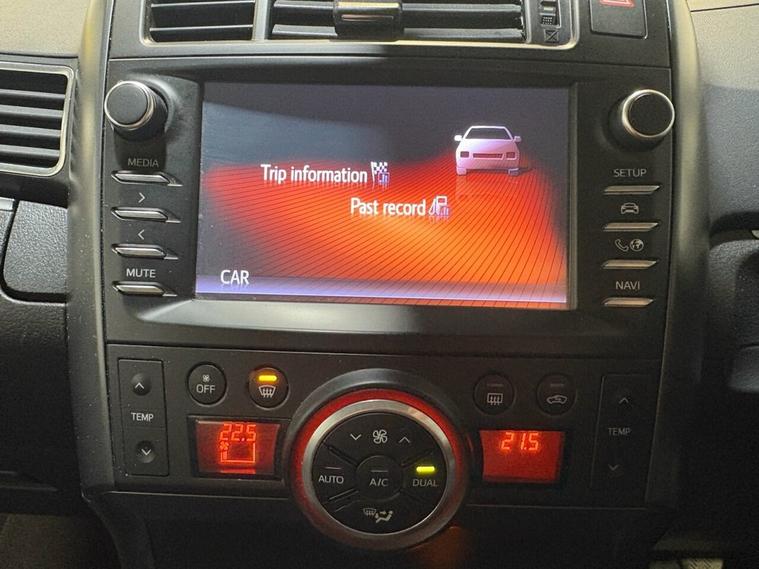 MEDIA
SETUP
Trip information
Past record
MUTE
NAVI
CAR
OFF
TEMP
TEMP
22.5
21.5
AUTO
A/C
DUAL